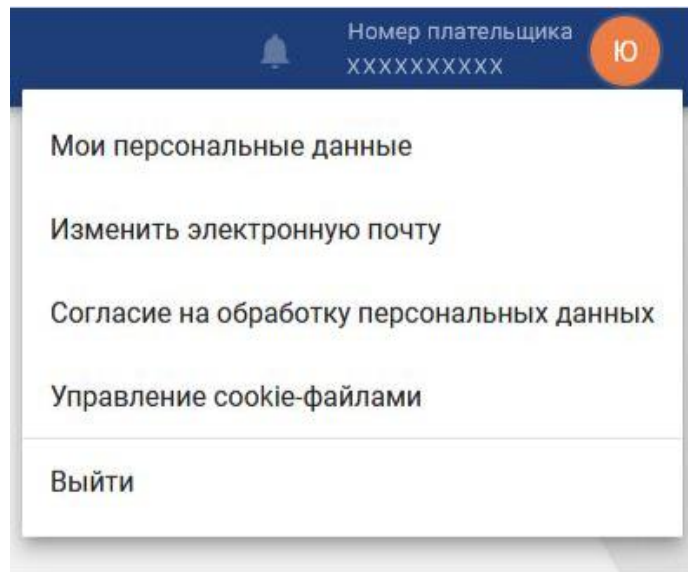 Номер плательщика
XXXXXXXXXX
Ю
Мои персональные данные
Изменить электронную почту
Согласие на обработку персональных данных
Управление cookie-файлами
Выйти